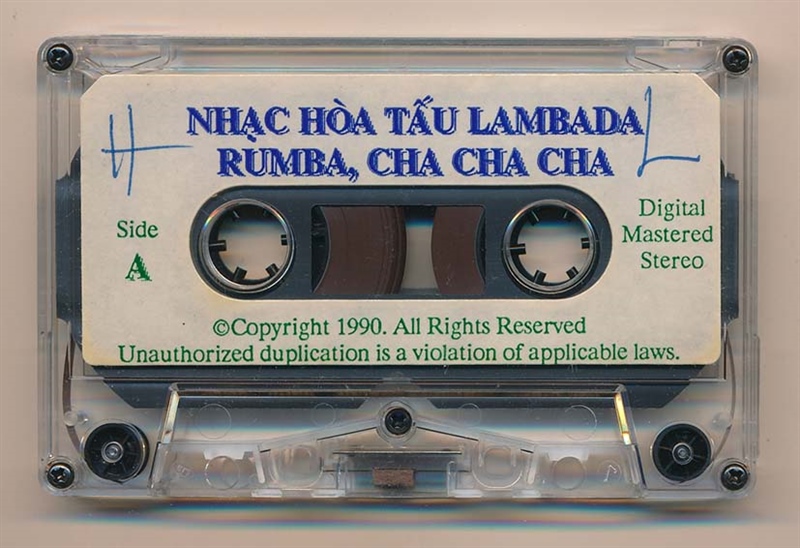 NHẠC HÒA TẤU LAMBADA
RUMBA, CHA CHA CHA
H
L
Side
A
Digital
Mastered
Stereo
©Copyright 1990. All Rights Reserved
Unauthorized duplication is a violation of applicable laws.